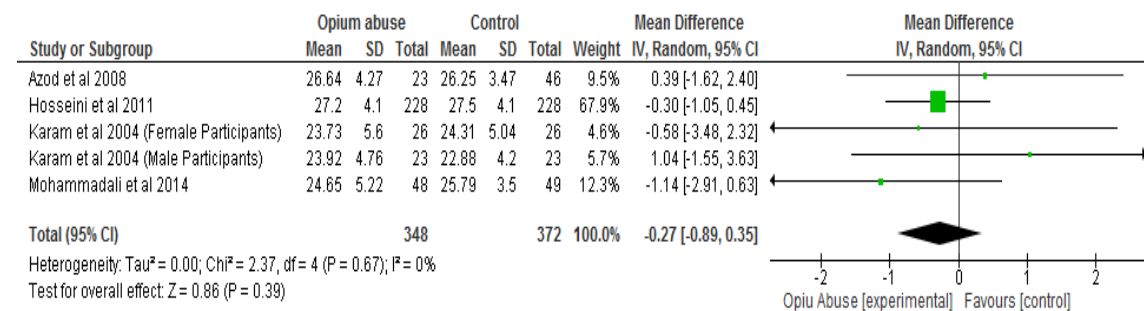 Opium abuse Control Mean Difference Mean Difference
Study or Subgroup Mean SD Total Mean SD Total Weight IV, Random, 95% CI IV, Random, 95% CI
Azod et al 2008 26.64 4.27 23 26.25 3.47 46 9.5% 0.39 [-1.62, 2.40]
Hosseini et al 2011 27.2 4.1 228 27.5 4.1 228 67.9% -0.30 [-1.05, 0.45]
Karam et al 2004 (Female Participants) 23.73 5.6 26 24.31 5.04 26 4.6% -0.58 [-3.48, 2.32]
Karam et al 2004 (Male Participants) 23.92 4.76 23 22.88 4.2 23 5.7% 1.04 [-1.55, 3.63]
Mohammadali et al 2014 24.65 5.22 48 25.79 3.5 49 12.3% -1.14 [-2.91, 0.63]
Total (95% CI) 348 372 100.0% -0.27 [-0.89, 0.35]
Heterogeneity: Tau² = 0.00; Chi² = 2.37, df = 4 (P = 0.67); I² = 0%
Test for overall effect: Z = 0.86 (P = 0.39)
-2 -1 0 1 2
Opiu Abuse [experimental] Favours [control]